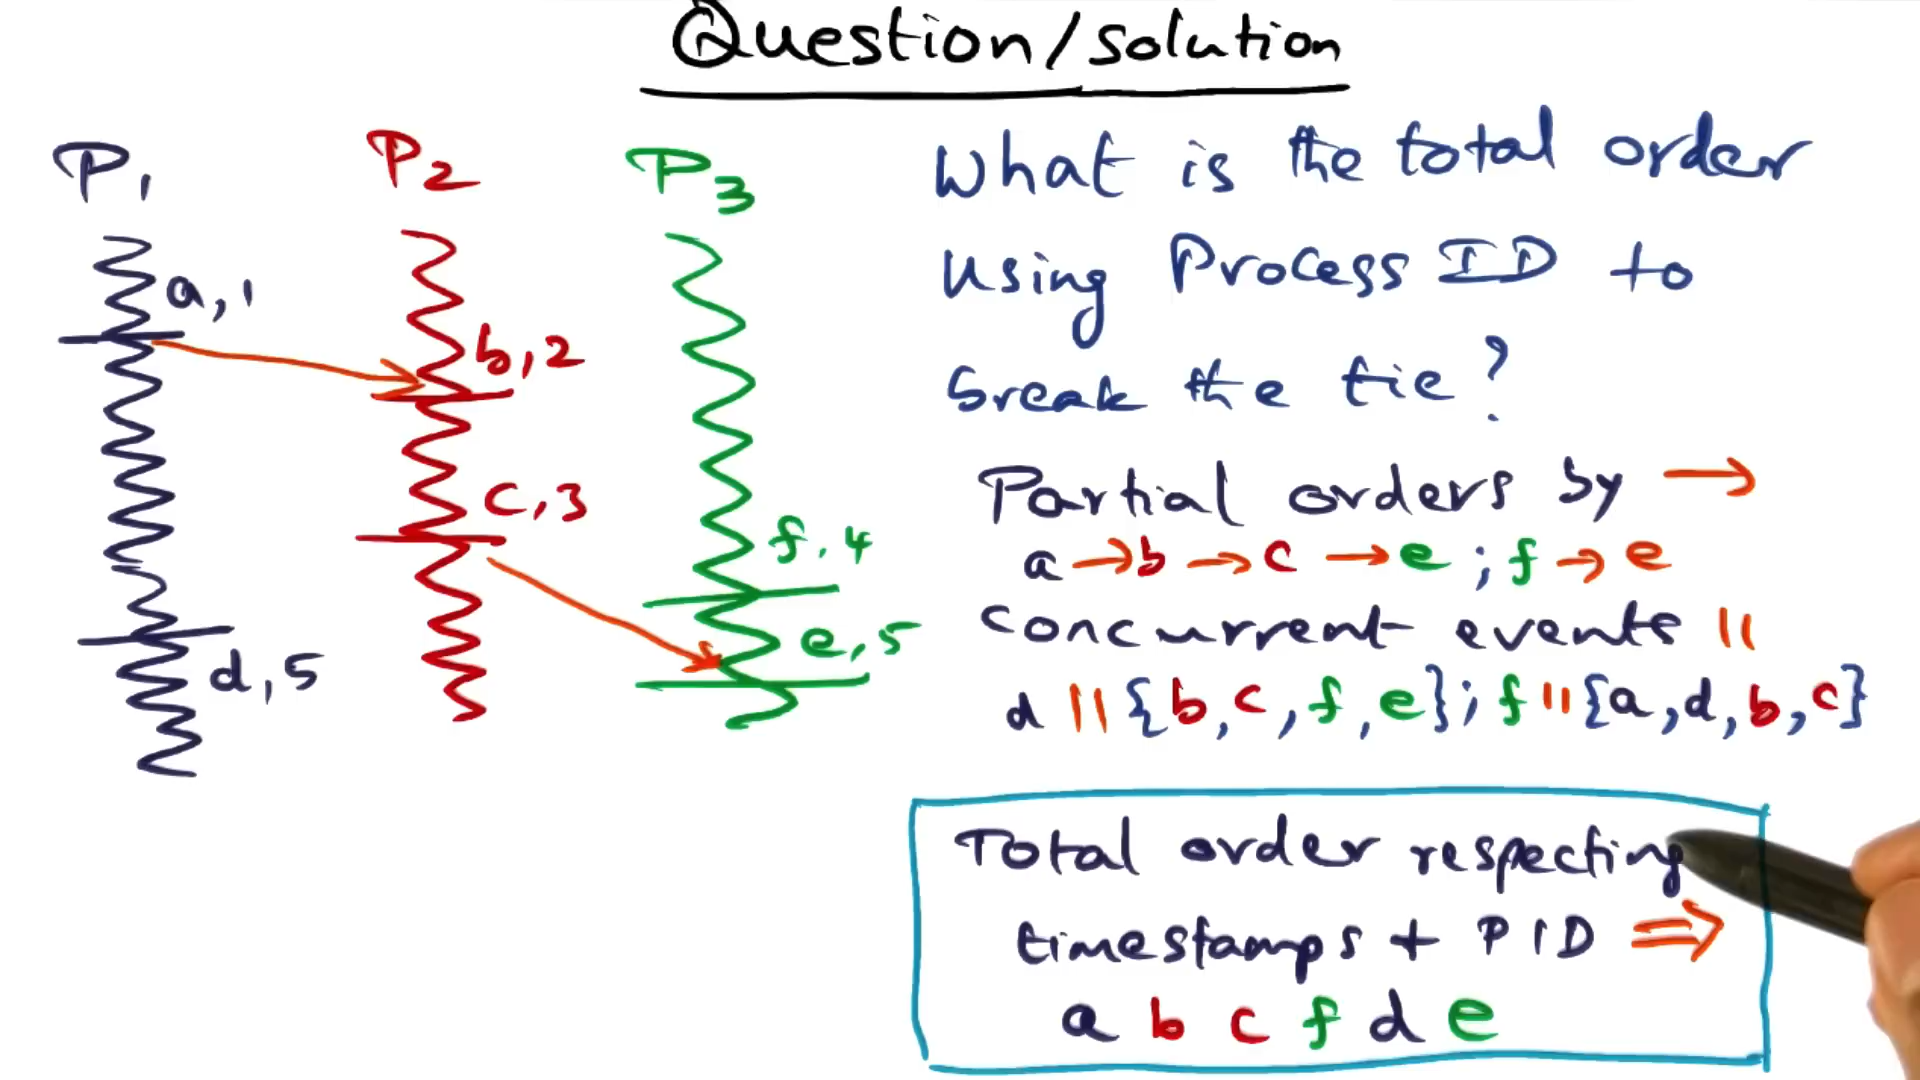 Question/solution
P1
P2
P3
a, 1
b, 2
c, 3
f, 4
e, 5
d, 5
What is the total order
using Process ID to
break the tie?
Partial orders by →
a → b → c → e ; f → e
concurrent events ||
d || {b, c, f, e}; f || {a, d, b, c}
Total order respecting
timestamps + PID ⇒
a b c f d e